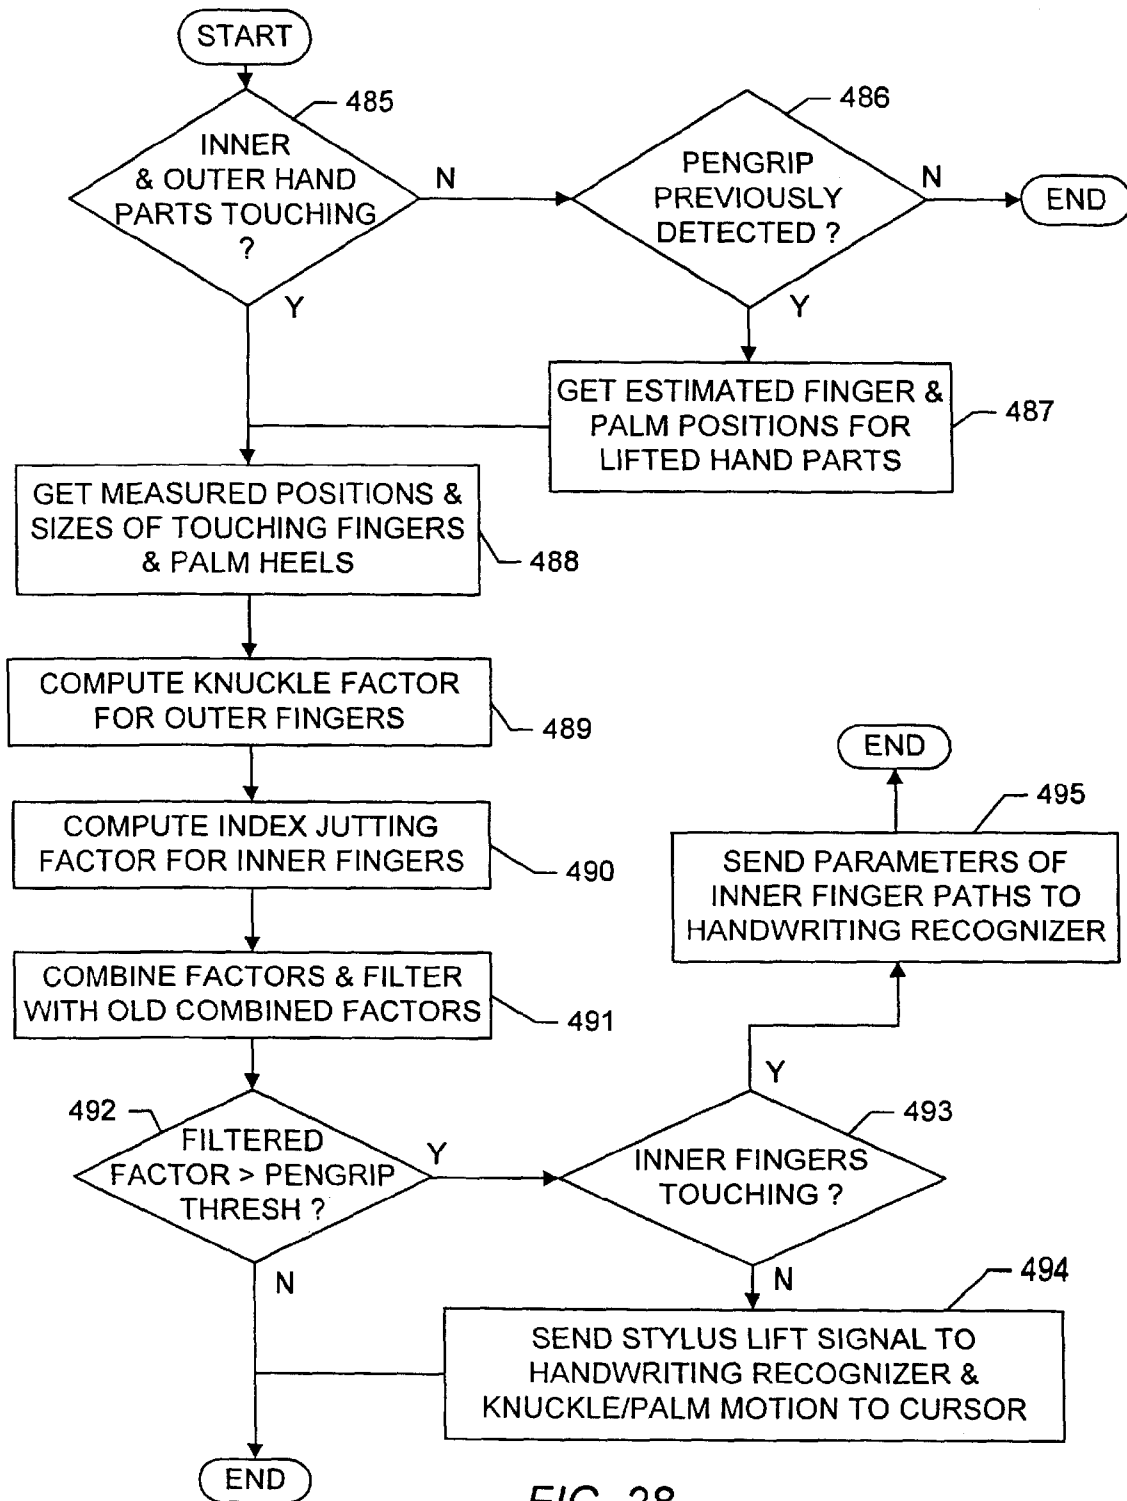 START
485
INNER
& OUTER HAND
PARTS TOUCHING
?
N
Y
486
PENGRIP
PREVIOUSLY
DETECTED ?
N
END
Y
GET ESTIMATED FINGER &
PALM POSITIONS FOR
LIFTED HAND PARTS
487
GET MEASURED POSITIONS &
SIZES OF TOUCHING FINGERS
& PALM HEELS
488
COMPUTE KNUCKLE FACTOR
FOR OUTER FINGERS
489
COMPUTE INDEX JUTTING
FACTOR FOR INNER FINGERS
490
COMBINE FACTORS & FILTER
WITH OLD COMBINED FACTORS
491
492
FILTERED
FACTOR > PENGRIP
THRESH ?
Y
N
END
495
SEND PARAMETERS OF
INNER FINGER PATHS TO
HANDWRITING RECOGNIZER
Y
493
INNER FINGERS
TOUCHING ?
N
494
SEND STYLUS LIFT SIGNAL TO
HANDWRITING RECOGNIZER &
KNUCKLE/PALM MOTION TO CURSOR
END
FIG. 28